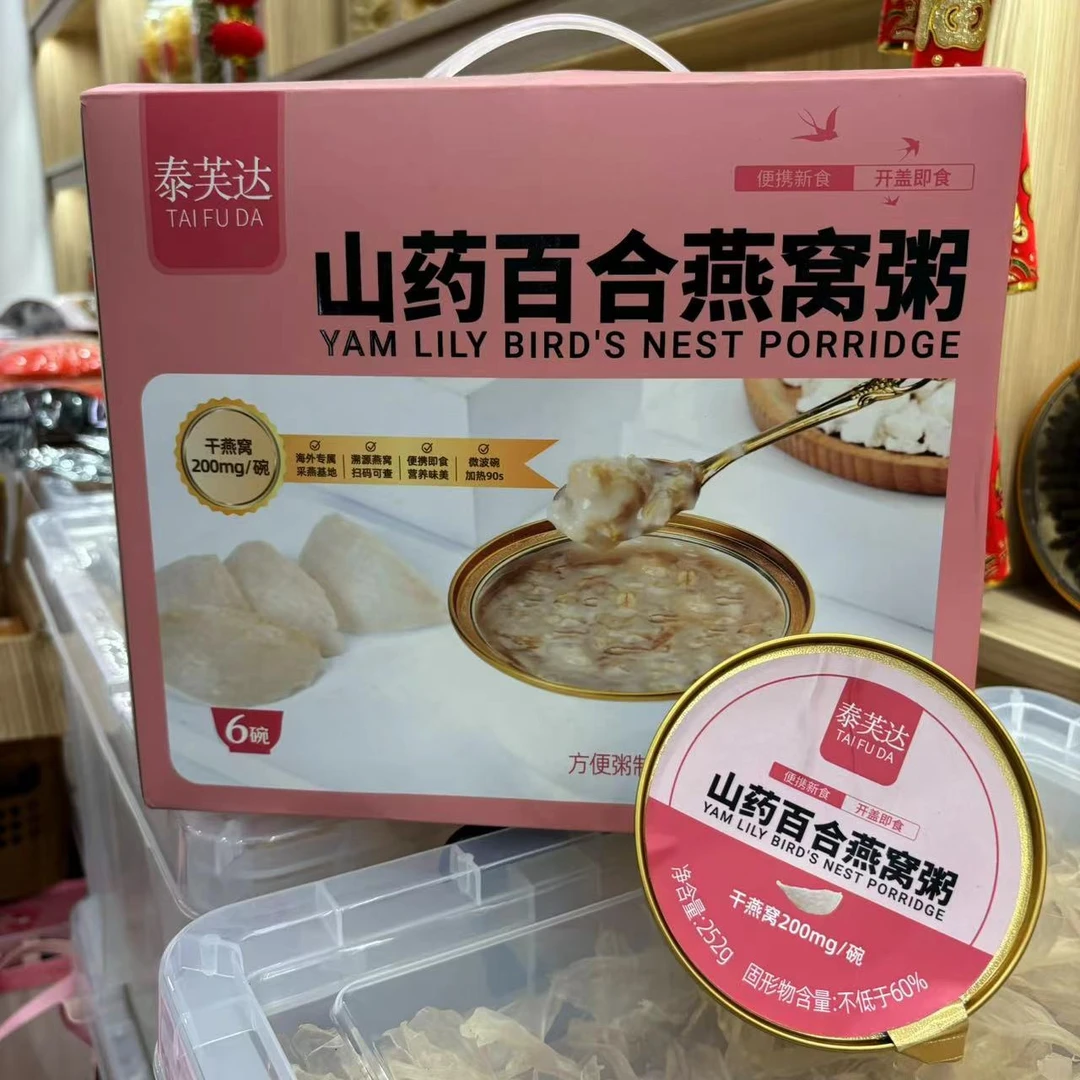 泰芙达
TAI FU DA
便携新食 开盖即食
山药百合燕窝粥
YAM LILY BIRD'S NEST PORRIDGE
干燕窝
200mg/碗
海外专属
采燕基地
溯源燕窝
扫码可查
便携即食
营养味美
微波碗
加热90s
6碗
方便粥制
泰芙达
TAI FU DA
便携新食 开盖即食
山药百合燕窝粥
YAM LILY BIRD'S NEST PORRIDGE
干燕窝200mg/碗
净含量:252g
固形物含量:不低于60%